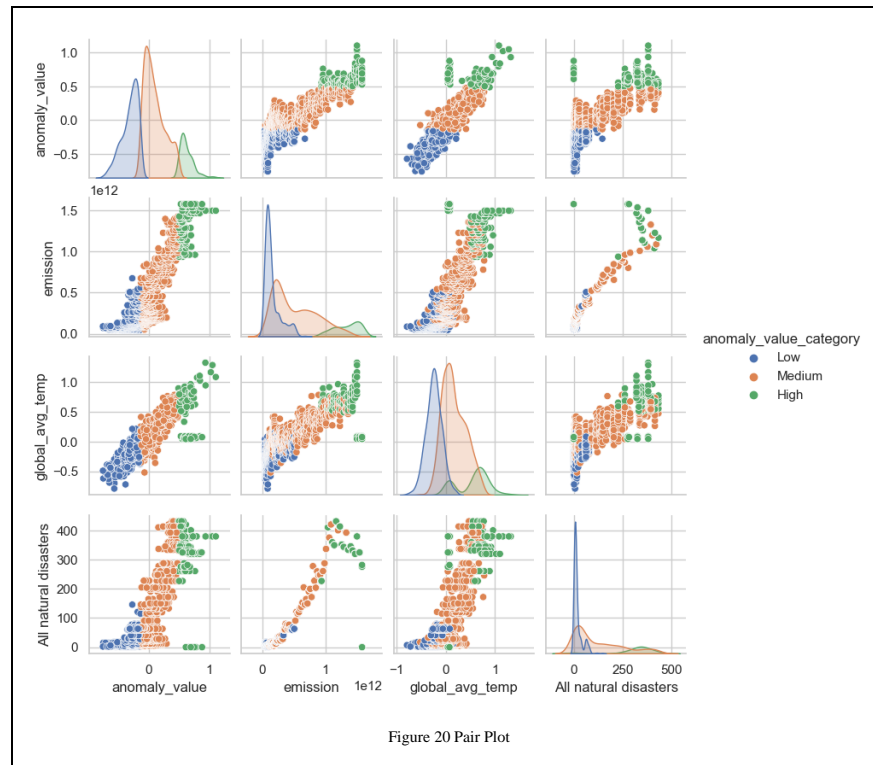 anomaly_value
1.0
0.5
0.0
−0.5
1e12
emission
1.5
1.0
0.5
0.0
anomaly_value_category
Low
Medium
High
global_avg_temp
1.0
0.5
0.0
−0.5
All natural disasters
400
300
200
100
0
0 1 0 1 −1 0 1 0 250 500
anomaly_value emission 1e12 global_avg_temp All natural disasters
Figure 20 Pair Plot